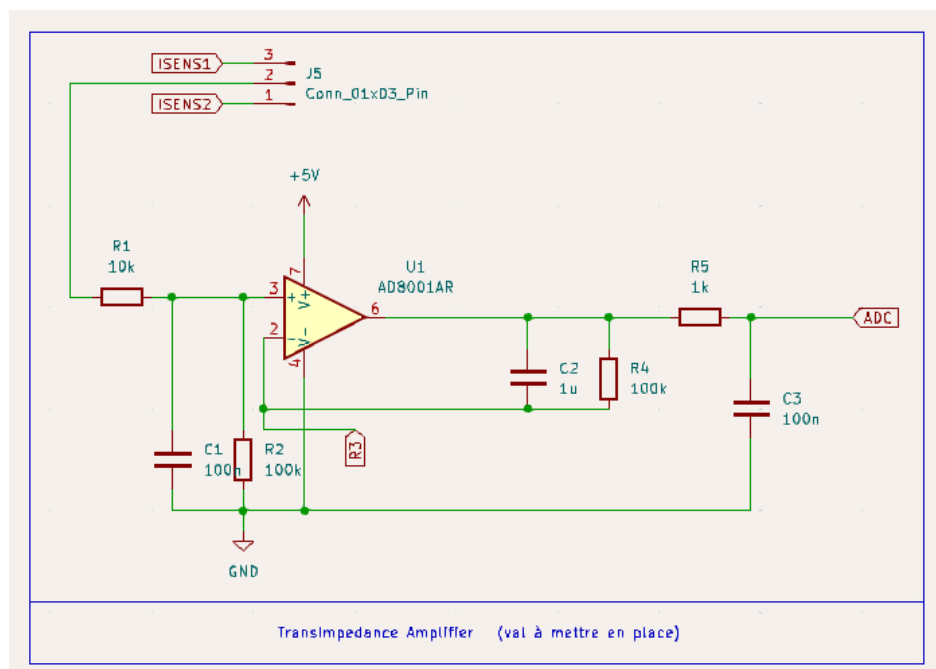 ISENS1
3
2
1
ISENS2
J5
Conn_01x03_Pin
+5V
R1
10k
U1
AD8001AR
R5
1k
3
+
7
V+
6
2
-
V-
4
ADC
C2
1u
R4
100k
C3
100n
R3
C1
100n
R2
100k
GND
TransImpedance Amplifier (val à mettre en place)